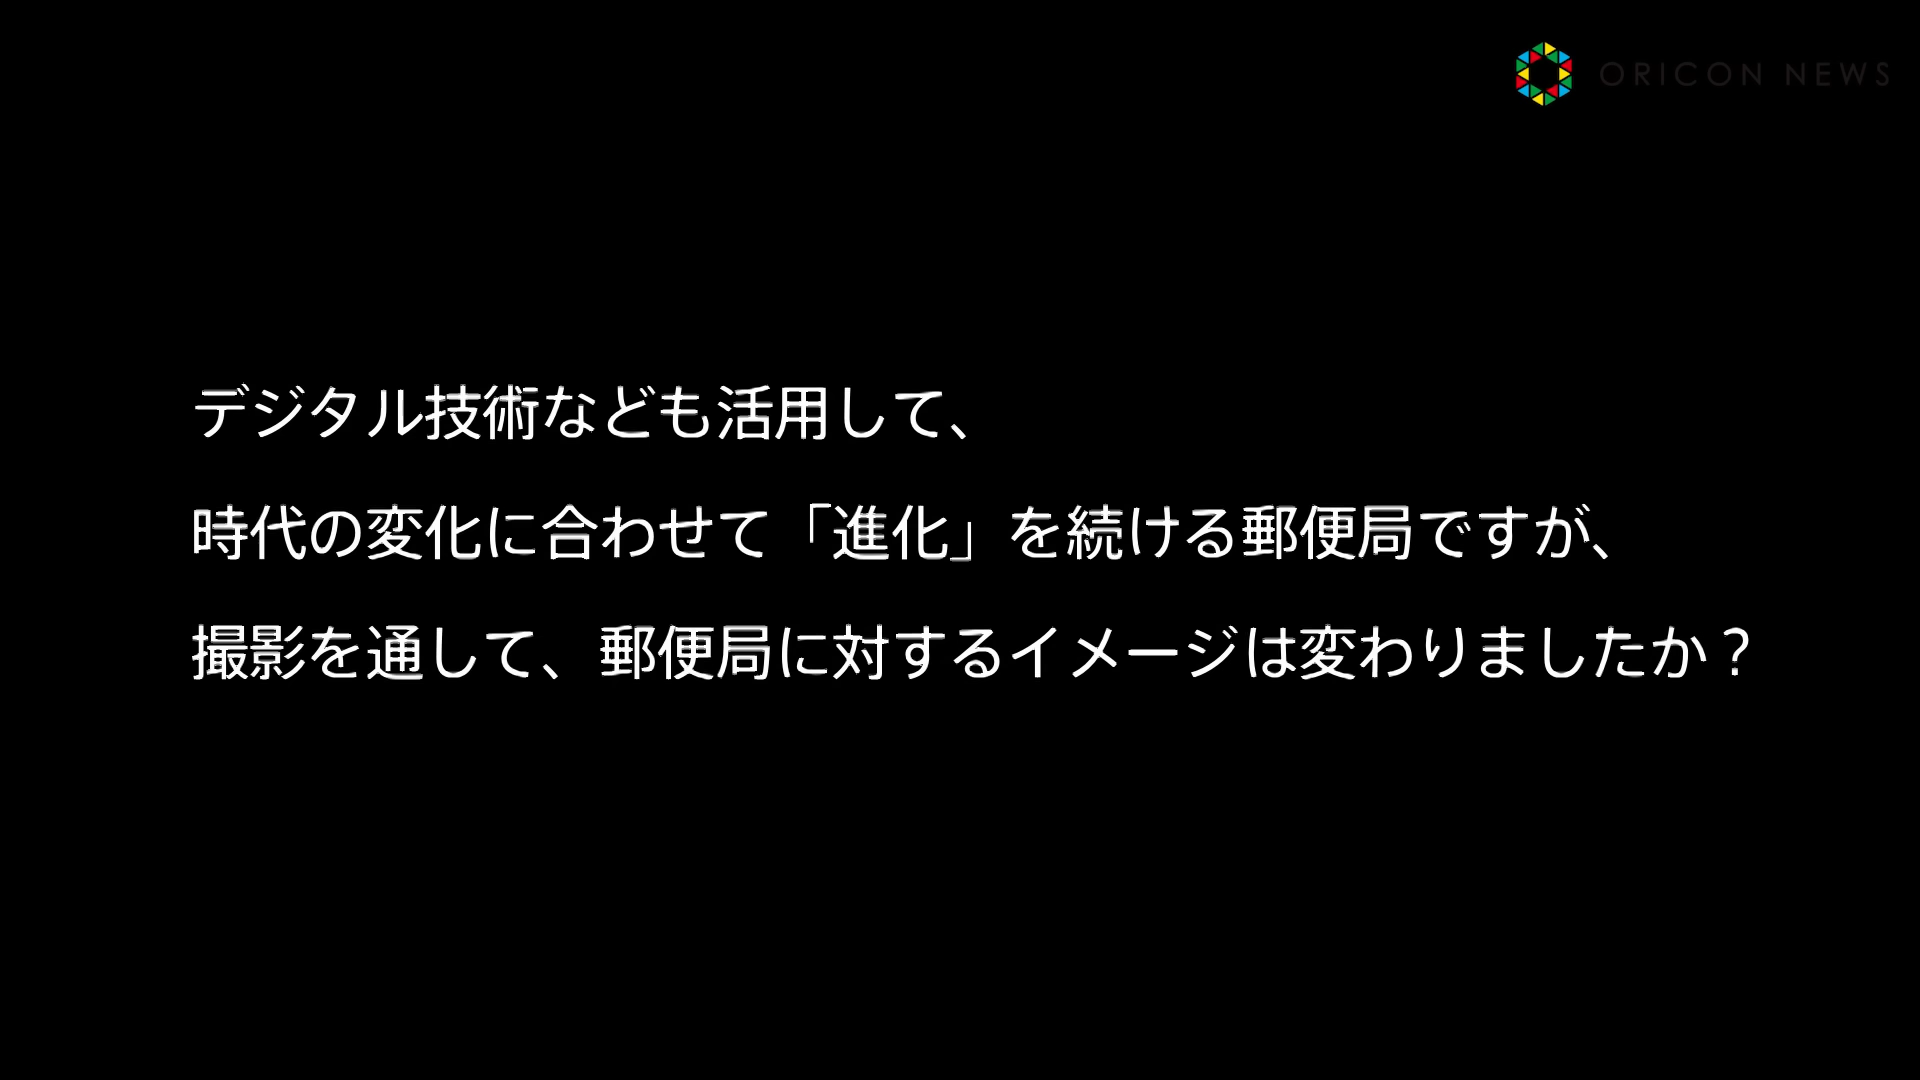 ORICON NEWS
デジタル技術なども活用して、
時代の変化に合わせて「進化」を続ける郵便局ですが、
撮影を通して、郵便局に対するイメージは変わりましたか？